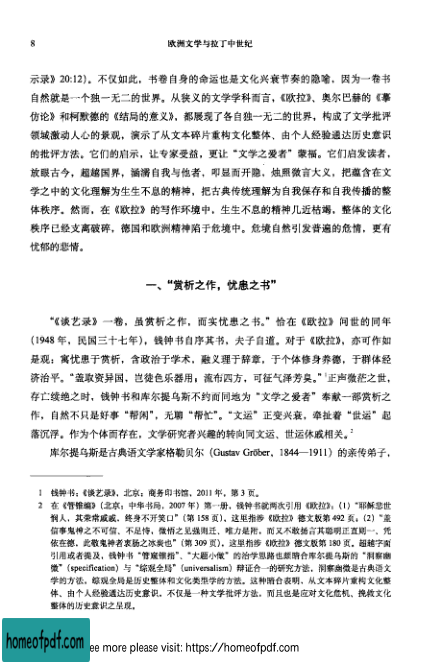 8
欧洲文学与拉丁中世纪
示录》20:12)。不仅如此，书卷自身的命运也是文化兴衰节奏的隐喻，因为一卷书
自然就是一个独一无二的世界。从狭义的文学学科而言，《欧拉》、奥尔巴赫的《摹
仿论》和柯默德的《结局的意义》，都展现了各自独一无二的世界，构成了文学批评
领域激动人心的景观，演示了从文本碎片重构文化整体、由个人经验通达历史意识
的批评方法。它们的启示，让专家受益，更让“文学之爱者”蒙福。它们启发读者，
放眼古今，超越国界，涵濡自我与他者，叩显而开隐，烛照微言大义，把蕴含在文
学之中的文化理解为生生不息的精神，把古典传统理解为自我保存和自我传播的整
体秩序。然而，在《欧拉》的写作环境中，生生不息的精神几近枯竭，整体的文化
秩序已经支离破碎，德国和欧洲精神陷于危境中。危境自然引发普遍的危情，更有
忧郁的悲情。
一、“赏析之作，忧患之书”
“《谈艺录》一卷，虽赏析之作，而实忧患之书。”恰在《欧拉》问世的同年
(1948 年，民国三十七年)，钱钟书自序其书，夫子自道。对于《欧拉》，亦可作如
是观：寓忧患于赏析，含政治于学术，融义理于辞章，于个体修身养德，于群体经
济治平。“盖取资异国，岂徒色乐器用；流布四方，可征气泽芳臭。”1正声微茫之世，
存亡续绝之时，钱钟书和库尔提乌斯不约而同地为“文学之爱者”奉献一部赏析之
作，自然不只是好事“帮闲”，无聊“帮忙”。“文运”正变兴衰，牵扯着“世运”起
落沉浮。作为个体而存在，文学研究者兴趣的转向同文运、世运休戚相关。2
库尔提乌斯是古典语文学家格勒贝尔 (Gustav Gröber, 1844—1911) 的亲传弟子，
1 钱钟书：《谈艺录》，北京：商务印书馆，2011 年，第 3 页。
2 在《管锥编》(北京：中华书局，2007 年) 第一册，钱钟书就两次引用《欧拉》：(1)“耶稣悲世
悯人，其荣常戚戚，终身不开笑口”(第 158 页)，这里指涉《欧拉》德文版第 492 页；(2)“盖
信事鬼神之不可信、不足恃，微悟之见强则迁、唯力是附，而又不敢扬言其聪明正直则一，凭
依在德，此敬鬼神者衷肠之冰炭也”(第 309 页)，这里指涉《欧拉》德文版第 180 页。超越字面
引用或者提及，钱钟书“管窥锥指”、“大题小做”的治学思路也颇暗合库尔提乌斯的“洞察幽
微”(specification) 与“综观全局”(universalism) 辩证合一的研究方法，洞察幽微是古典语文
学的方法，综观全局是历史整体和文化类型学的方法。这种暗合表明，从文本碎片重构文化整
体、由个人经验通达历史意识，不仅是一种文学批评方法，而且也是应对文化危机、挽救文化
整体的历史意识之呈现。
homeofpdf.com
ee more please visit: https://homeofpdf.com